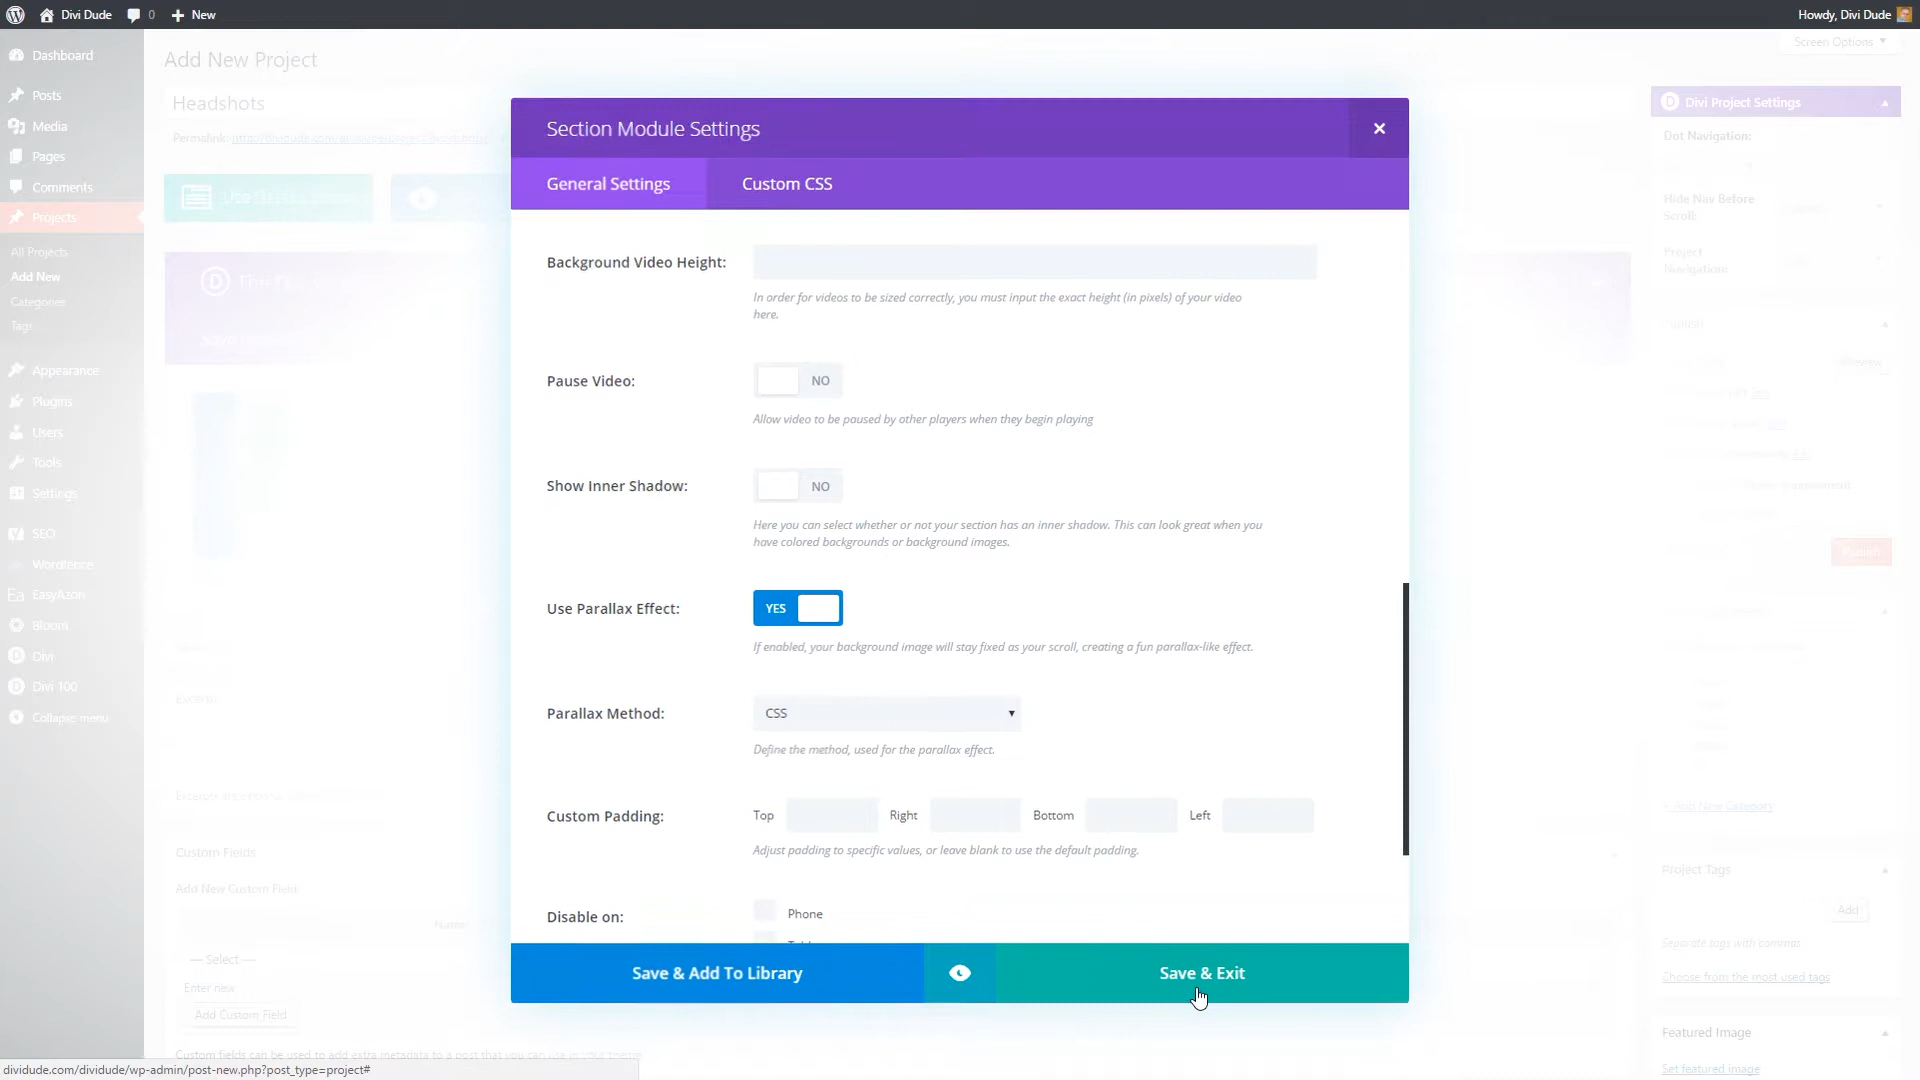 Divi Dude
0
New
Howdy, Divi Dude
Screen Options
Dashboard
Posts
Media
Pages
Comments
Projects
All Projects
Add New
Categories
Tags
Appearance
Plugins
Users
Tools
Settings
SEO
Wordfence
EasyAzon
Bloom
Divi
Divi 100
Collapse menu
Add New Project
Headshots
Permalink:
Section Module Settings
×
General Settings
Custom CSS
Background Video Height:
In order for videos to be sized correctly, you must input the exact height (in pixels) of your video
here.
Pause Video:
NO
Allow video to be paused by other players when they begin playing
Show Inner Shadow:
NO
Here you can select whether or not your section has an inner shadow. This can look great when you
have colored backgrounds or background images.
Use Parallax Effect:
YES
If enabled, your background image will stay fixed as your scroll, creating a fun parallax-like effect.
Parallax Method:
CSS
Define the method, used for the parallax effect.
Custom Padding:
Top
Right
Bottom
Left
Adjust padding to specific values, or leave blank to use the default padding.
Disable on:
Phone
Save & Add To Library
Save & Exit
Divi Project Settings
Dot Navigation:
Hide Nav Before
Scroll:
Project
Navigation:
Publish
+ Add New Category
Project Tags
Add
Separate tags with commas
Choose from the most used tags
Featured Image
Set featured image
Excerpt
Custom Fields
Add New Custom Field:
Name
— Select —
Enter new
Add Custom Field
Custom fields can be used to add extra metadata to a post that you can use in your theme
dividude.com/dividude/wp-admin/post-new.php?post_type=project#